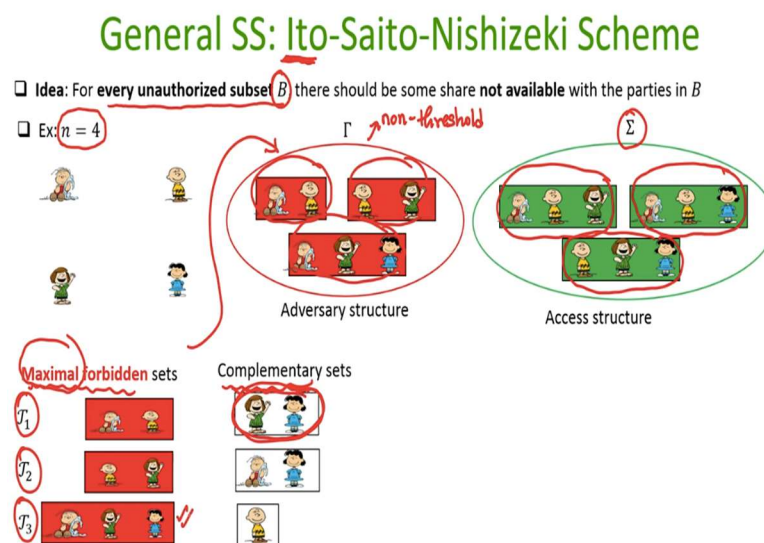 General SS: Ito-Saito-Nishizeki Scheme
❑ Idea: For every unauthorized subset B, there should be some share not available with the parties in B
❑ Ex: n = 4
Γ
non-threshold
Σ
Adversary structure
Access structure
Maximal forbidden sets
Complementary sets
𝒯1
𝒯2
𝒯3